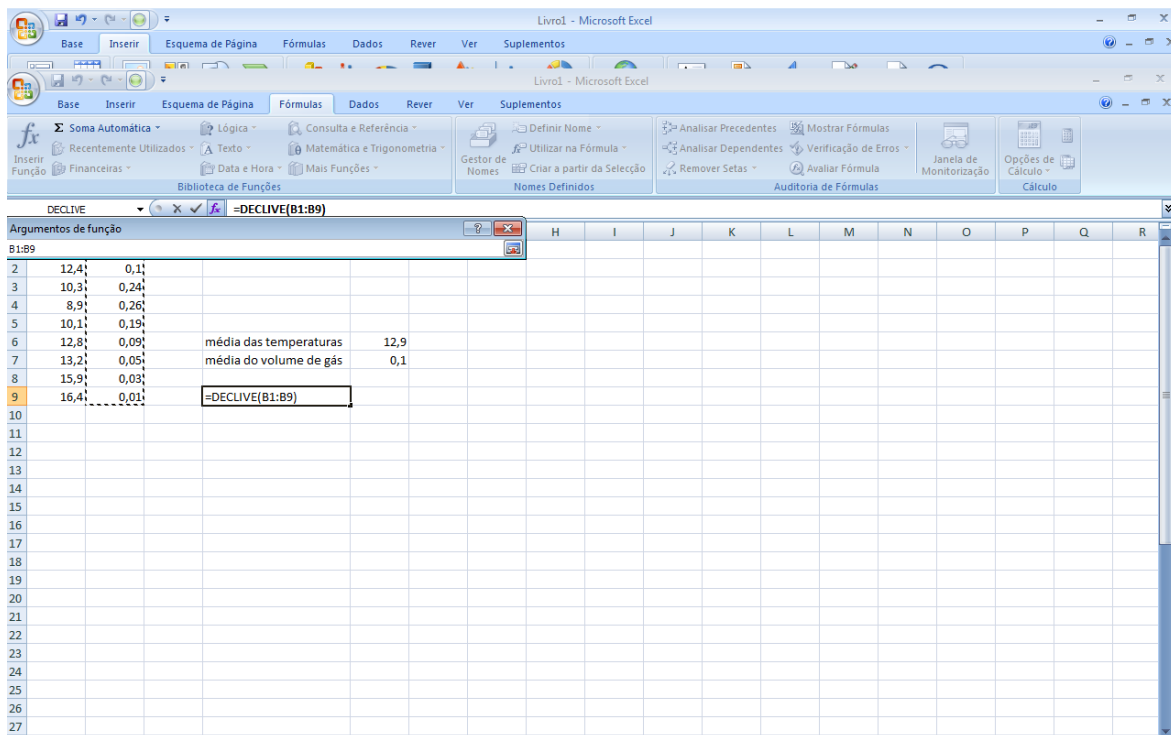 Livro1 - Microsoft Excel
Base Inserir Esquema de Página Fórmulas Dados Rever Ver Suplementos
Livro1 - Microsoft Excel
Base Inserir Esquema de Página Fórmulas Dados Rever Ver Suplementos
fx Inserir Função
Σ Soma Automática Lógica Consulta e Referência
Recentemente Utilizados A Texto Matemática e Trigonometria
Financeiras Data e Hora Mais Funções
Biblioteca de Funções
Gestor de Nomes
Definir Nome
Utilizar na Fórmula
Criar a partir da Selecção
Nomes Definidos
Analisar Precedentes Mostrar Fórmulas
Analisar Dependentes Verificação de Erros
Remover Setas Avaliar Fórmula
Janela de Monitorização
Auditoria de Fórmulas
Opções de Cálculo
Cálculo
DECLIVE fx =DECLIVE(B1:B9)
Argumentos de função ?
B1:B9
H I J K L M N O P Q R
2 12,4 0,1
3 10,3 0,24
4 8,9 0,26
5 10,1 0,19
6 12,8 0,09 média das temperaturas 12,9
7 13,2 0,05 média do volume de gás 0,1
8 15,9 0,03
9 16,4 0,01 =DECLIVE(B1:B9)
10
11
12
13
14
15
16
17
18
19
20
21
22
23
24
25
26
27